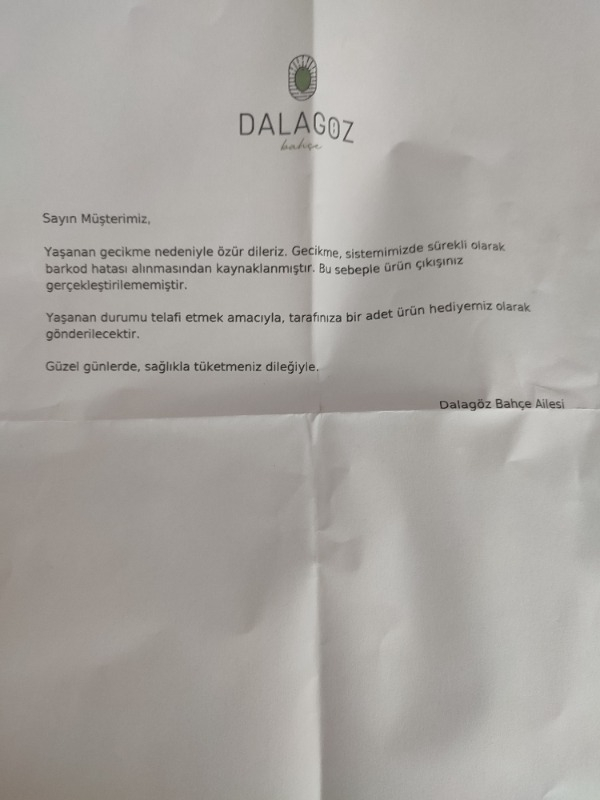 DALAGÖZ
bahçe
Sayın Müşterimiz,
Yaşanan gecikme nedeniyle özür dileriz. Gecikme, sistemimizde sürekli olarak
barkod hatası alınmasından kaynaklanmıştır. Bu sebeple ürün çıkışınız
gerçekleştirilememiştir.
Yaşanan durumu telafi etmek amacıyla, tarafınıza bir adet ürün hediyemiz olarak
gönderilecektir.
Güzel günlerde, sağlıkla tüketmeniz dileğiyle.
Dalagöz Bahçe Ailesi